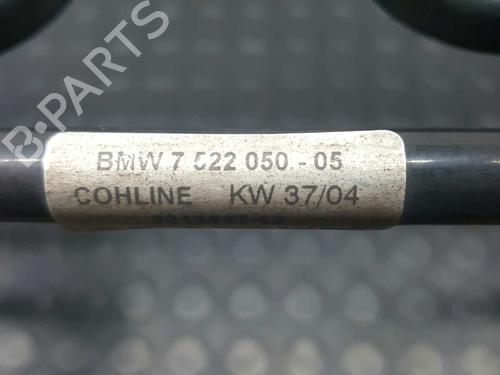 B-PARTS
BMW 7 522 050 - 05
COHLINE KW 37/04